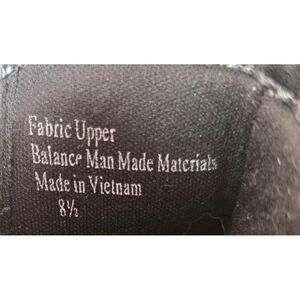 Fabric Upper
Balance Man Made Materials
Made in Vietnam
8½